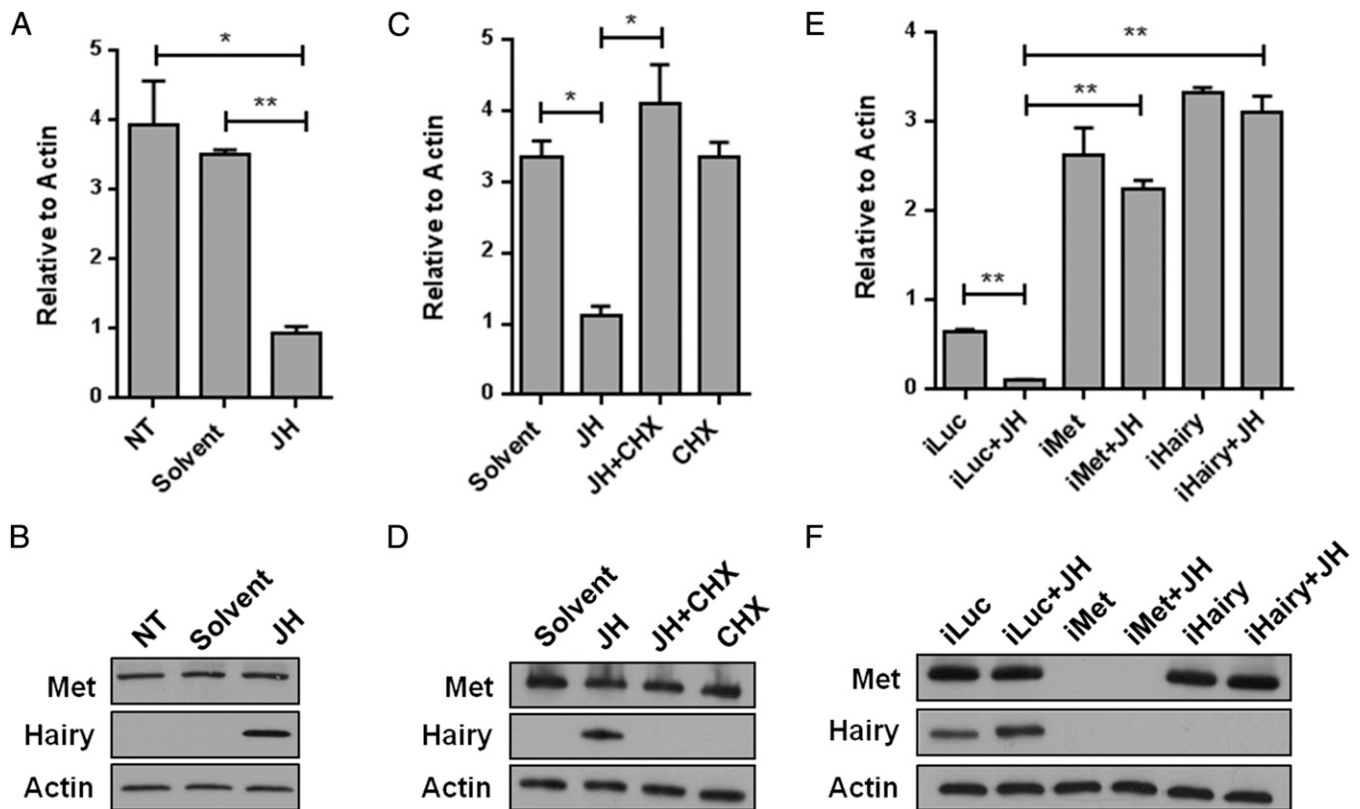 A
Relative to Actin
5
4
3
2
1
0
*
**
NT
Solvent
JH
C
Relative to Actin
5
4
3
2
1
0
*
*
Solvent
JH
JH+CHX
CHX
E
Relative to Actin
4
3
2
1
0
**
**
**
iLuc
iLuc+JH
iMet
iMet+JH
iHairy
iHairy+JH
B
NT
Solvent
JH
Met
Hairy
Actin
D
Solvent
JH
JH+CHX
CHX
Met
Hairy
Actin
F
iLuc
iLuc+JH
iMet
iMet+JH
iHairy
iHairy+JH
Met
Hairy
Actin